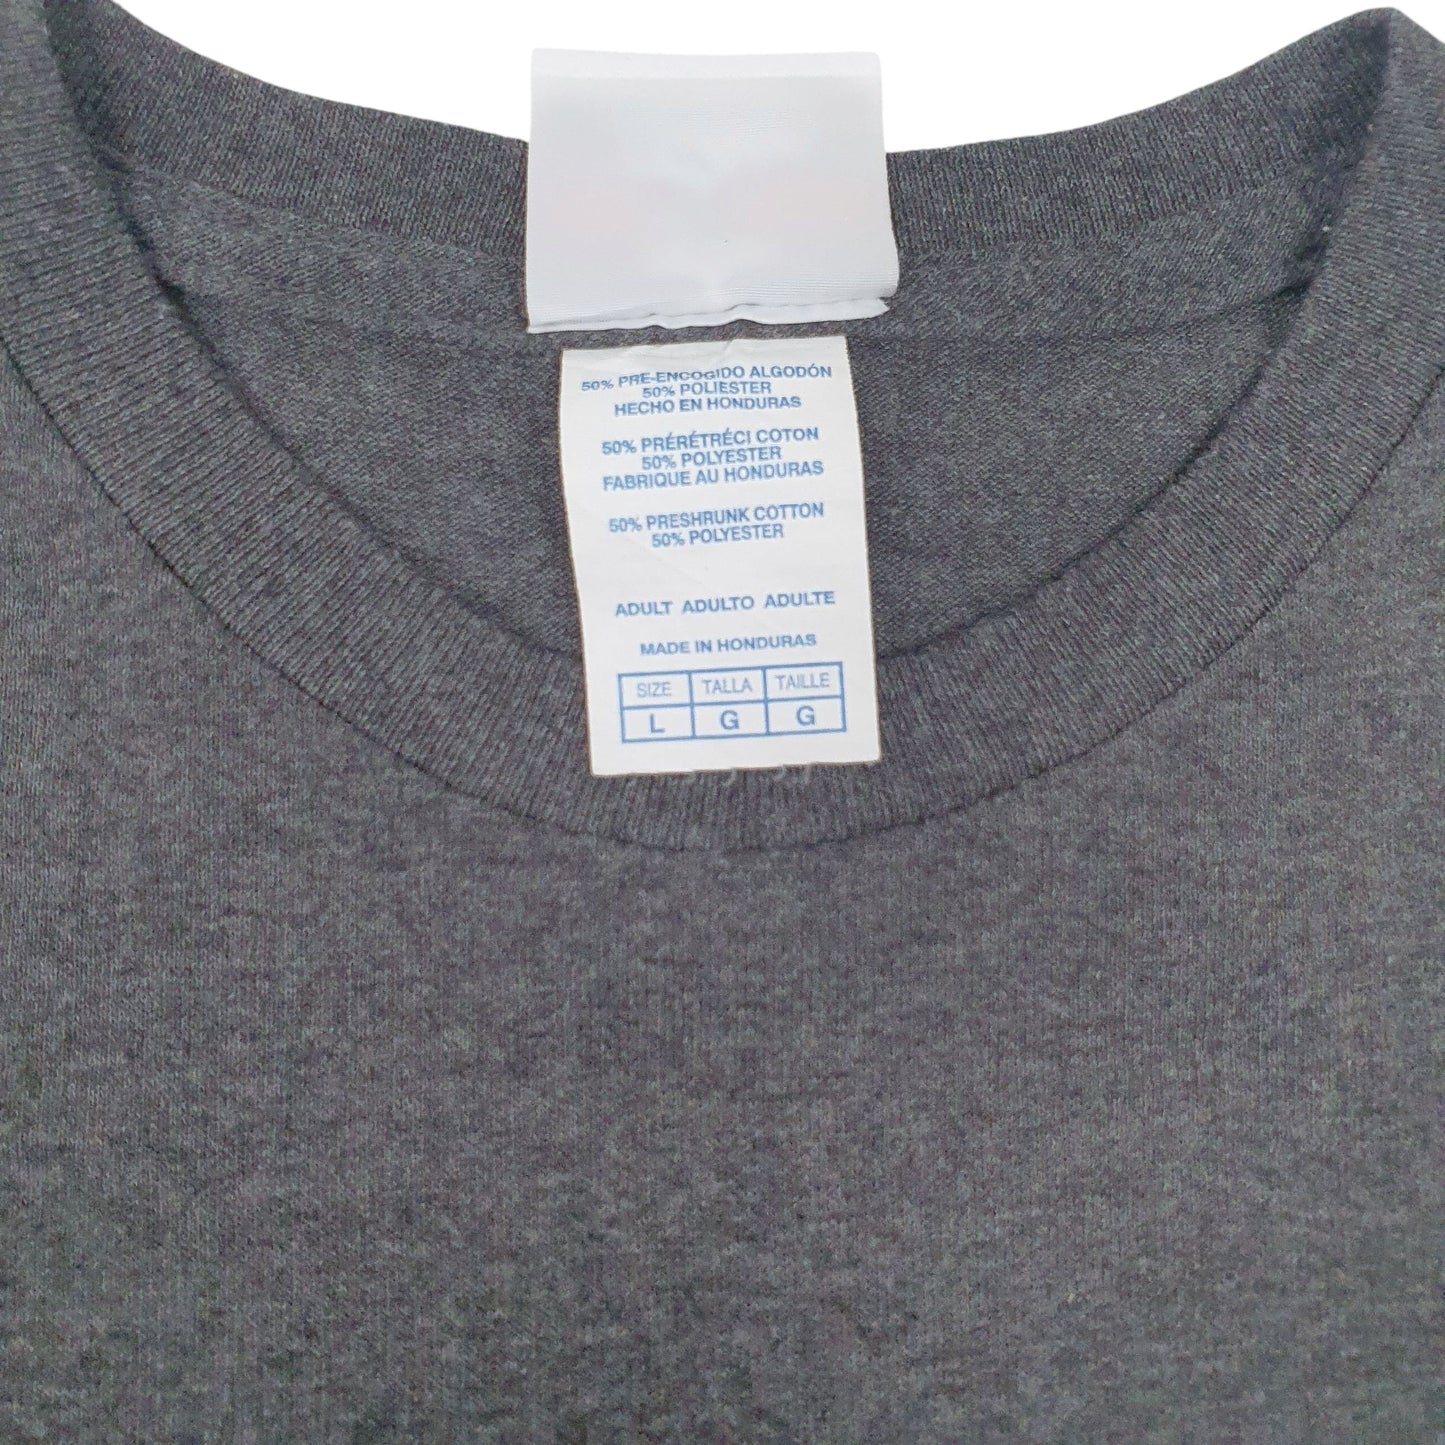 50% PRE-ENCOGIDO ALGODÓN
50% POLIESTER
HECHO EN HONDURAS
50% PRÉRÉTRÉCI COTON
50% POLYESTER
FABRIQUE AU HONDURAS
50% PRESHRUNK COTTON
50% POLYESTER
ADULT ADULTO ADULTE
MADE IN HONDURAS
SIZE TALLA TAILLE
L G G